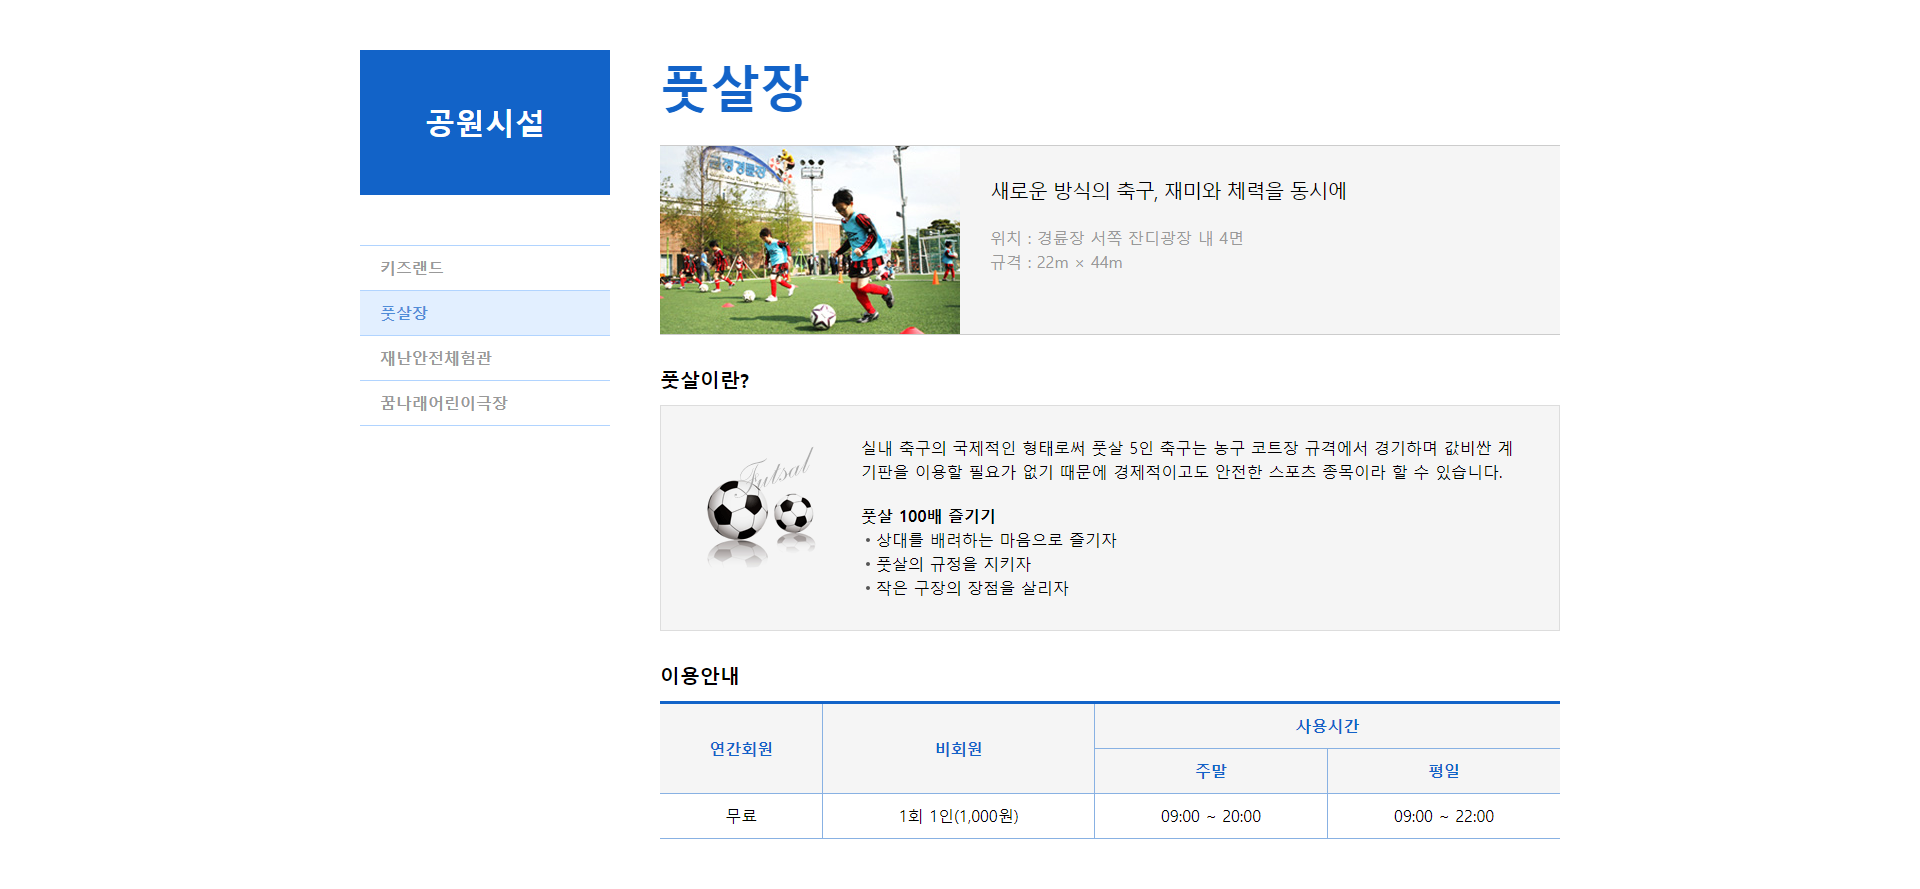 공원시설
키즈랜드
풋살장
재난안전체험관
꿈나래어린이극장
풋살장
새로운 방식의 축구, 재미와 체력을 동시에
위치 : 경륜장 서쪽 잔디광장 내 4면
규격 : 22m × 44m
풋살이란?
Futsal
실내 축구의 국제적인 형태로써 풋살 5인 축구는 농구 코트장 규격에서 경기하며 값비싼 계
기판을 이용할 필요가 없기 때문에 경제적이고도 안전한 스포츠 종목이라 할 수 있습니다.
풋살 100배 즐기기
• 상대를 배려하는 마음으로 즐기자
• 풋살의 규정을 지키자
• 작은 구장의 장점을 살리자
이용안내
연간회원 비회원 사용시간
주말 평일
무료 1회 1인(1,000원) 09:00 ~ 20:00 09:00 ~ 22:00